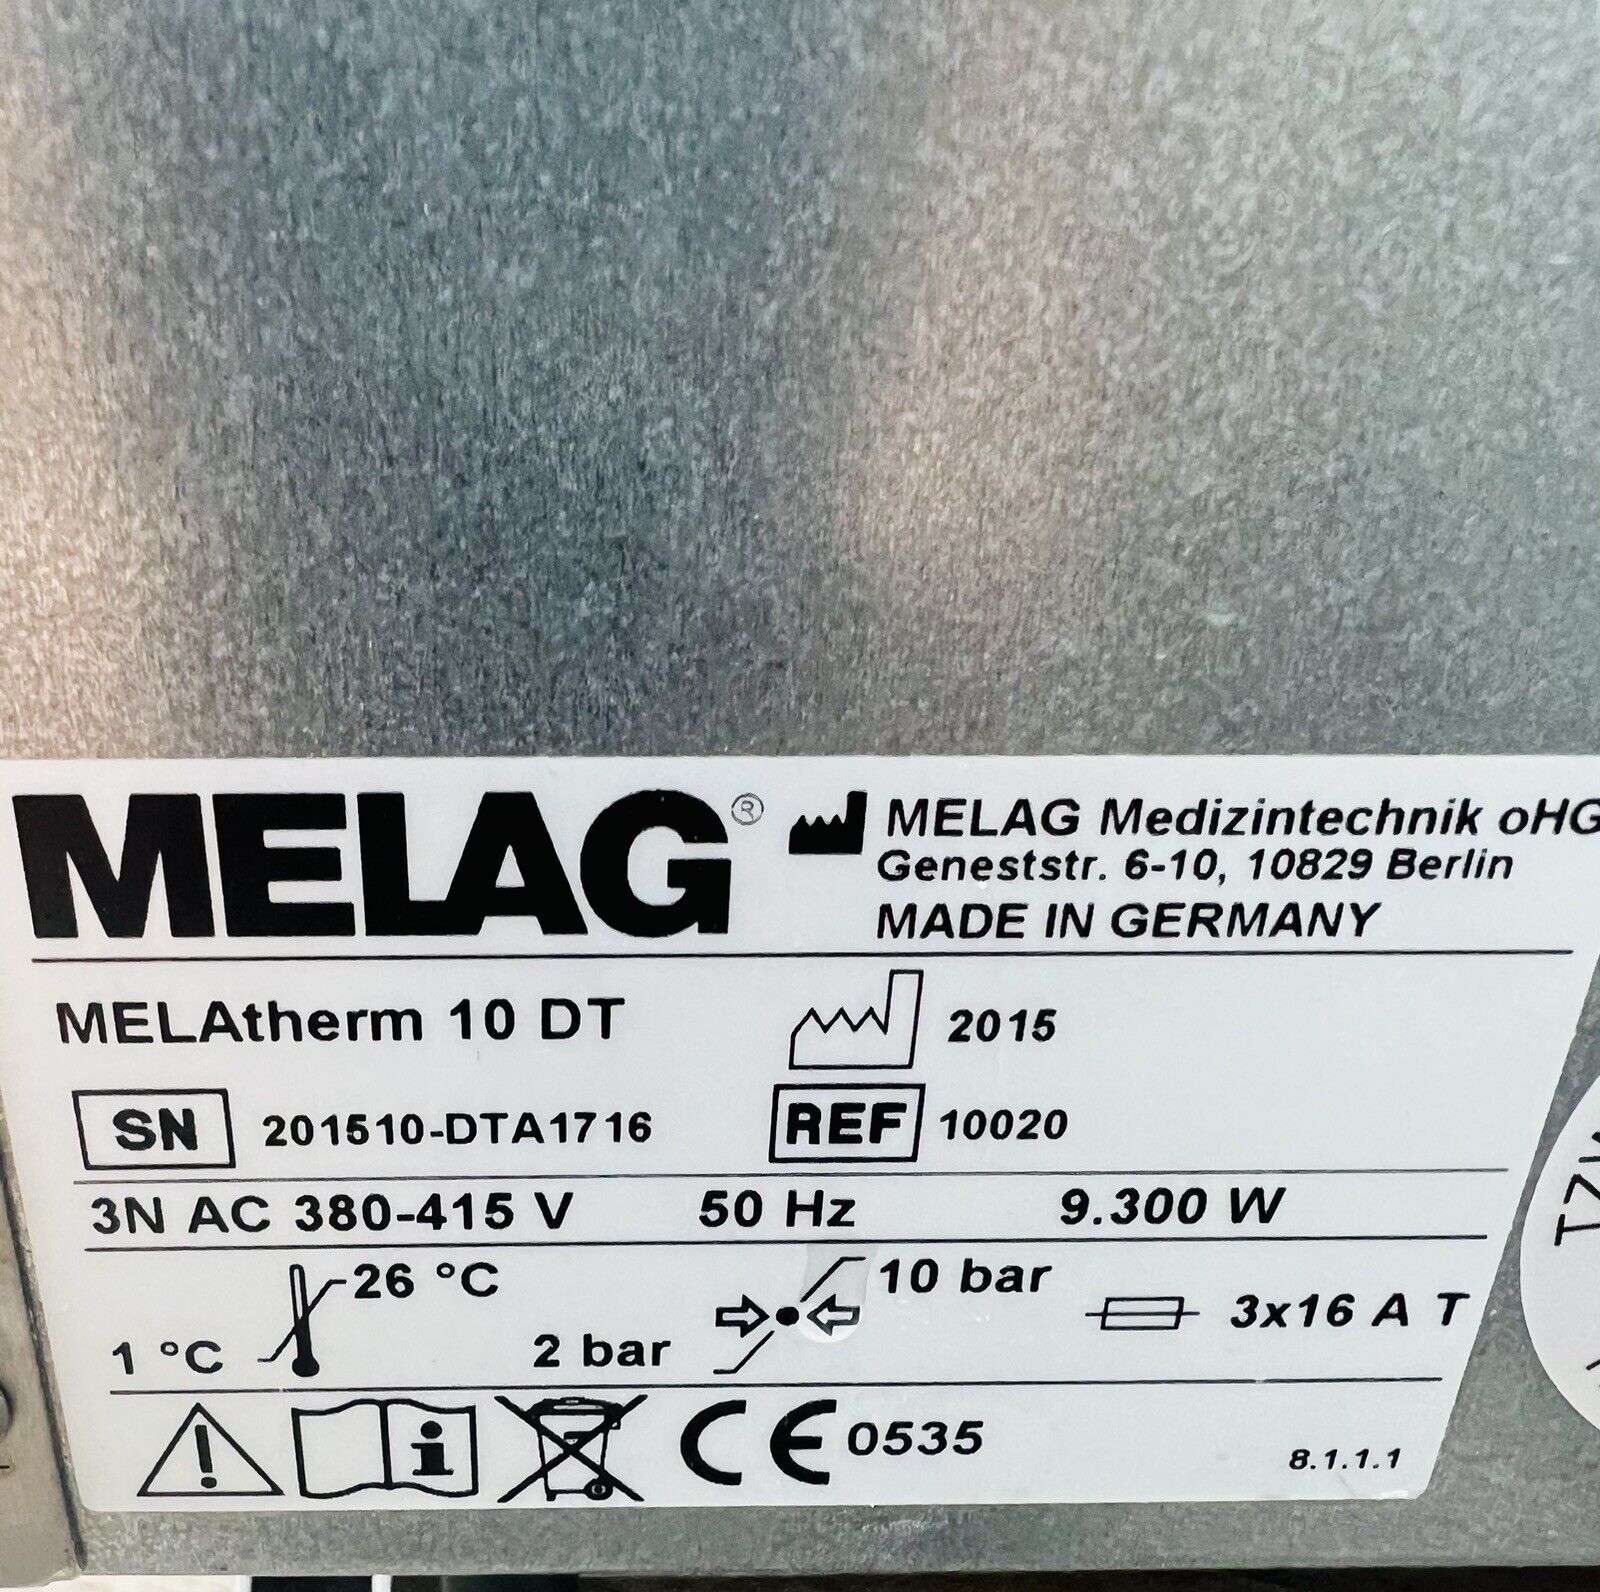 MELAG®
MELAG Medizintechnik oHG
Geneststr. 6-10, 10829 Berlin
MADE IN GERMANY
MELAtherm 10 DT
2015
SN 201510-DTA1716
REF 10020
3N AC 380-415 V 50 Hz 9.300 W
26 °C
1 °C
10 bar
2 bar
3x16 A T
CE 0535
8.1.1.1